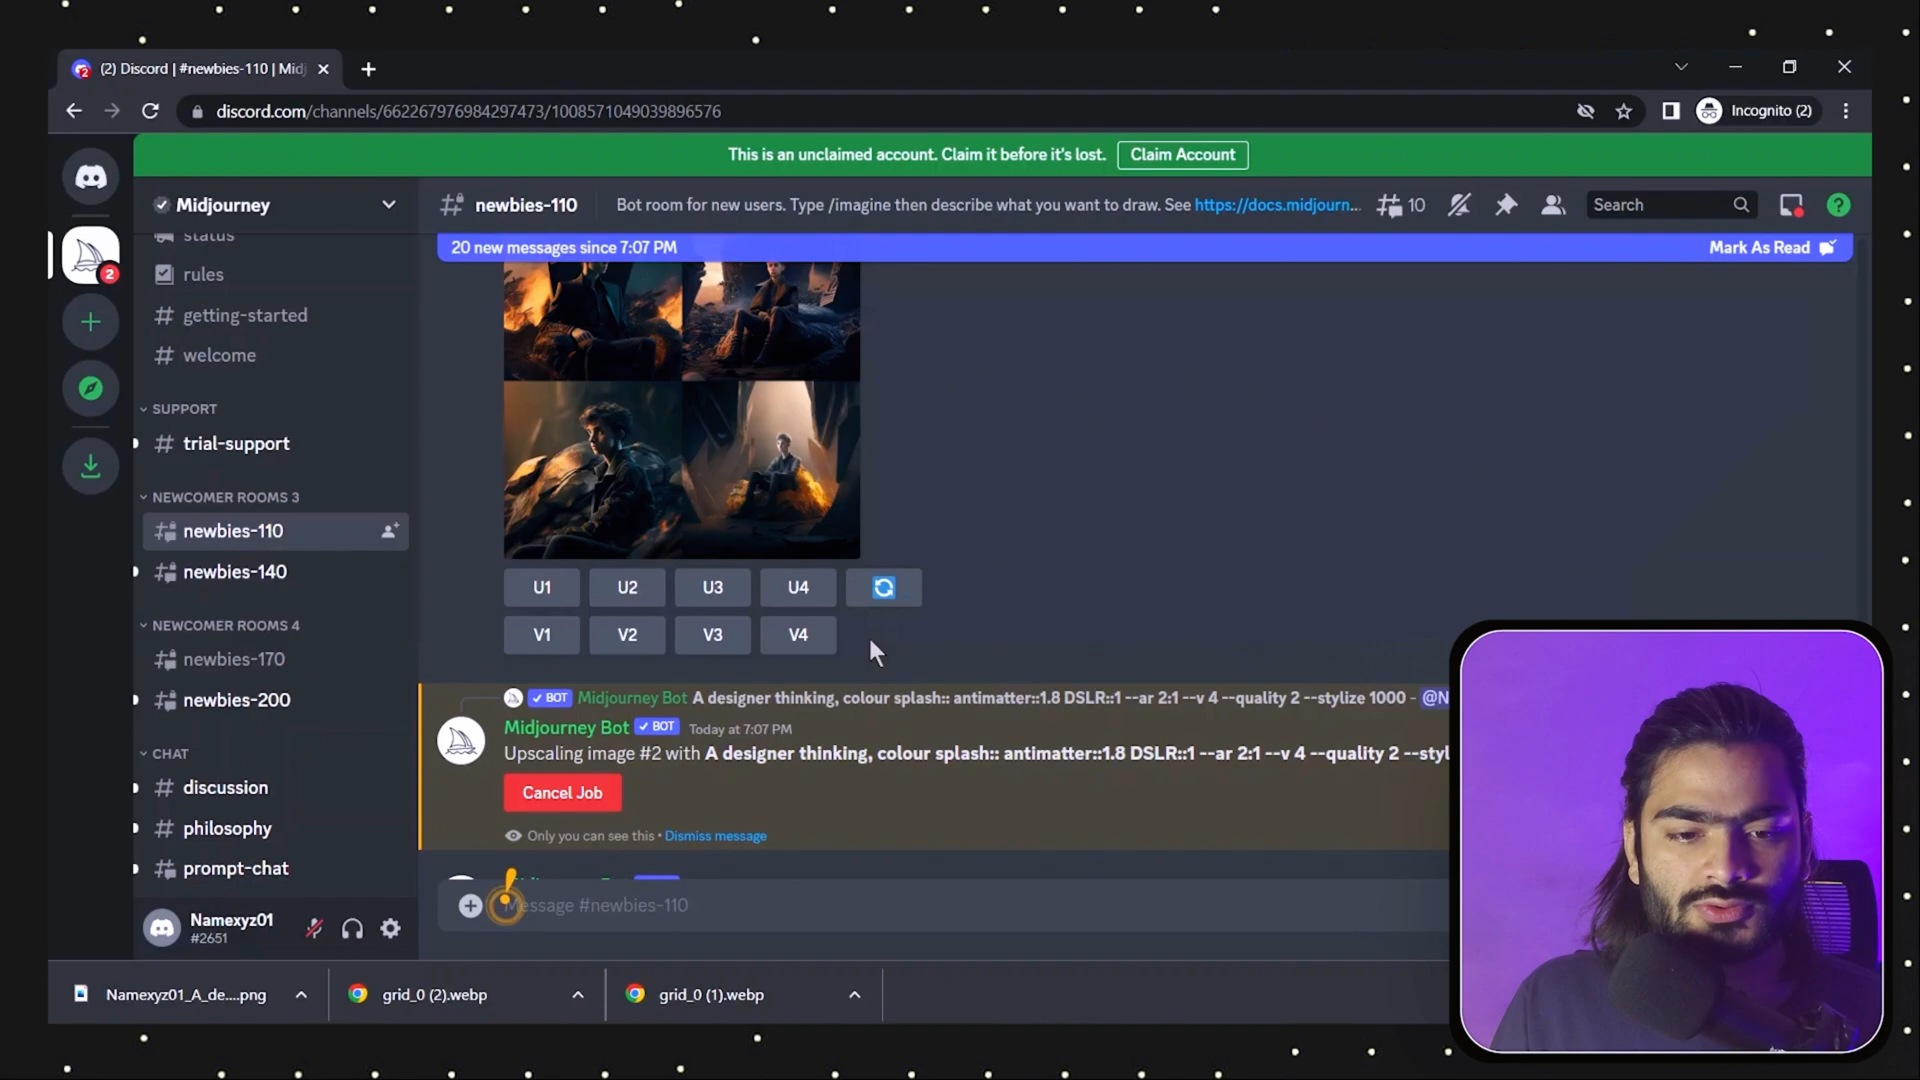 (2) Discord | #newbies-110 | Midj
discord.com/channels/662267976984297473/1008571049039896576
Incognito (2)
This is an unclaimed account. Claim it before it's lost.
Claim Account
Midjourney
newbies-110
Bot room for new users. Type /imagine then describe what you want to draw. See https://docs.midjourn...
10
Search
20 new messages since 7:07 PM
Mark As Read
status
rules
getting-started
welcome
SUPPORT
trial-support
NEWCOMER ROOMS 3
newbies-110
newbies-140
NEWCOMER ROOMS 4
newbies-170
newbies-200
CHAT
discussion
philosophy
prompt-chat
2
U1 U2 U3 U4
V1 V2 V3 V4
BOT Midjourney Bot A designer thinking, colour splash:: antimatter::1.8 DSLR::1 --ar 2:1 --v 4 --quality 2 --stylize 1000 - @N
Midjourney Bot BOT Today at 7:07 PM
Upscaling image #2 with A designer thinking, colour splash:: antimatter::1.8 DSLR::1 --ar 2:1 --v 4 --quality 2 --styl
Cancel Job
Only you can see this • Dismiss message
Message #newbies-110
Namexyz01
#2651
Namexyz01_A_de....png
grid_0 (2).webp
grid_0 (1).webp